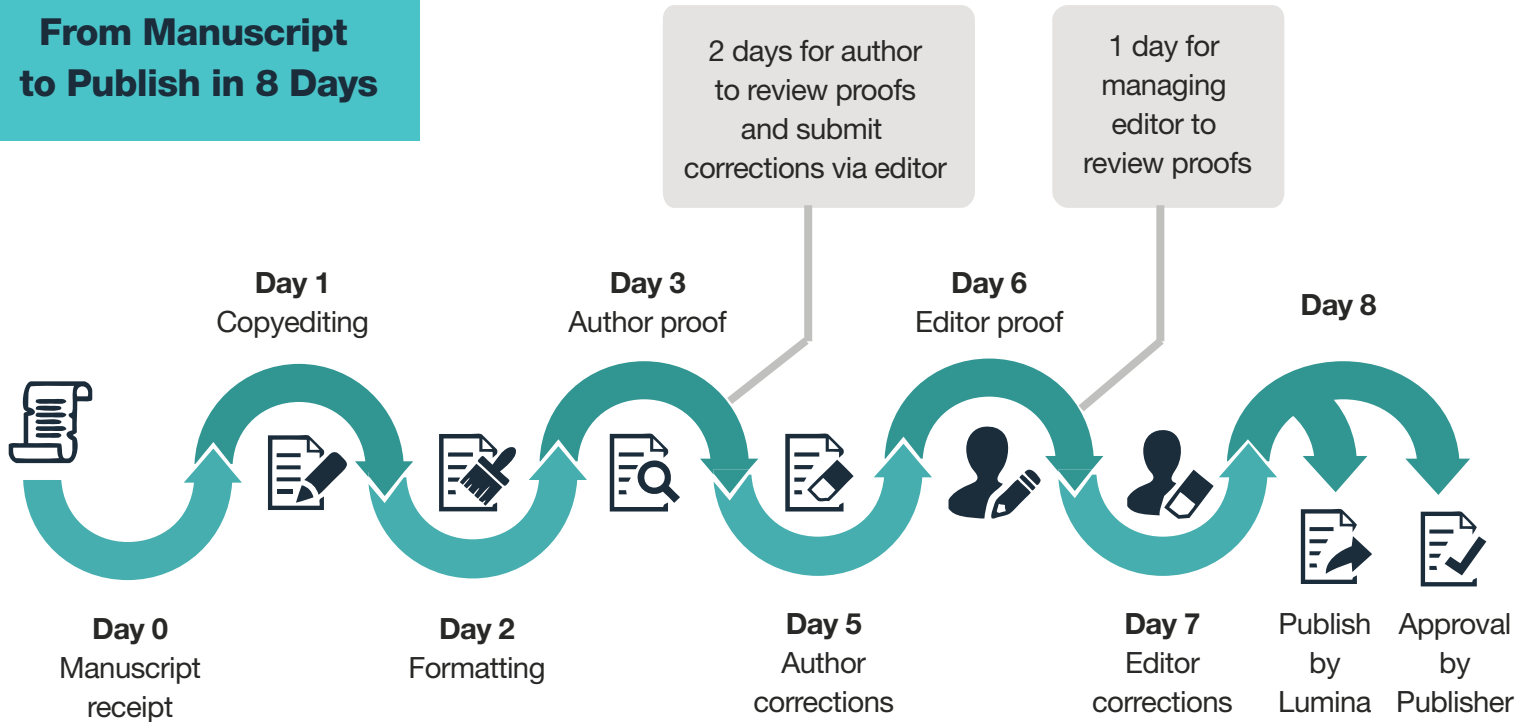 From Manuscript
to Publish in 8 Days
2 days for author
to review proofs
and submit
corrections via editor
1 day for
managing
editor to
review proofs
Day 1
Copyediting
Day 3
Author proof
Day 6
Editor proof
Day 8
Day 0
Manuscript
receipt
Day 2
Formatting
Day 5
Author
corrections
Day 7
Editor
corrections
Publish
by
Lumina
Approval
by
Publisher